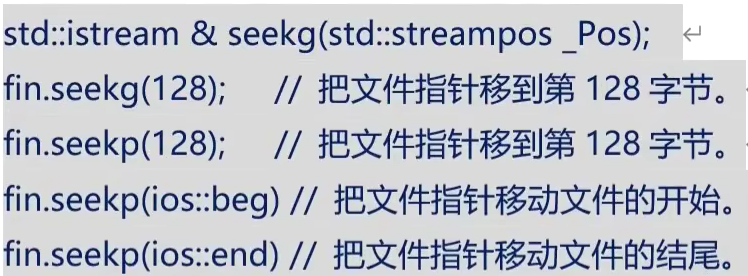 std::istream & seekg(std::streampos _Pos);
fin.seekg(128); // 把文件指针移到第 128 字节。
fin.seekp(128); // 把文件指针移到第 128 字节。
fin.seekp(ios::beg) // 把文件指针移动文件的开始。
fin.seekp(ios::end) // 把文件指针移动文件的结尾。